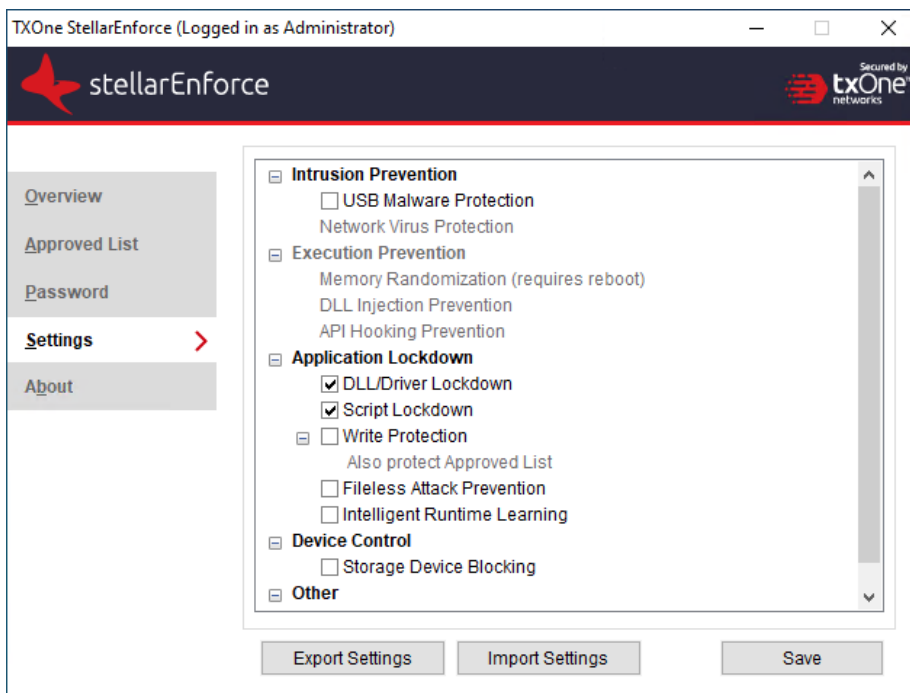 TXOne StellarEnforce (Logged in as Administrator)
stellarEnforce
Secured by
txOne
networks
Overview
Approved List
Password
Settings
About
Intrusion Prevention
USB Malware Protection
Network Virus Protection
Execution Prevention
Memory Randomization (requires reboot)
DLL Injection Prevention
API Hooking Prevention
Application Lockdown
DLL/Driver Lockdown
Script Lockdown
Write Protection
Also protect Approved List
Fileless Attack Prevention
Intelligent Runtime Learning
Device Control
Storage Device Blocking
Other
Export Settings
Import Settings
Save